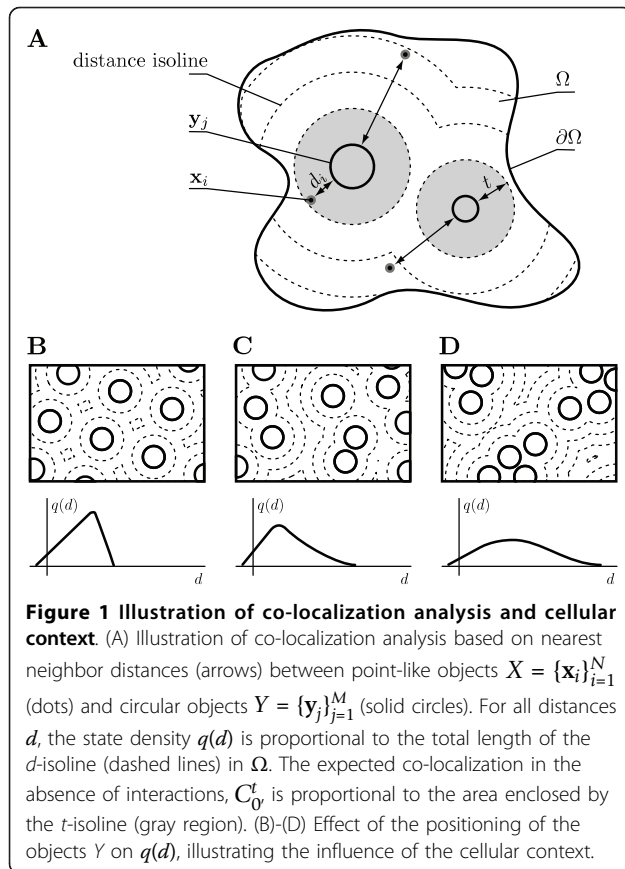 A
distance isoline
y_j
x_i
d_i
t
Ω
∂Ω
B
C
D
q(d)
d
q(d)
d
q(d)
d
Figure 1 Illustration of co-localization analysis and cellular
context. (A) Illustration of co-localization analysis based on nearest
neighbor distances (arrows) between point-like objects X = {x_i}_{i=1}^N
(dots) and circular objects Y = {y_j}_{j=1}^M (solid circles). For all distances
d, the state density q(d) is proportional to the total length of the
d-isoline (dashed lines) in Ω. The expected co-localization in the
absence of interactions, C_0^t, is proportional to the area enclosed by
the t-isoline (gray region). (B)-(D) Effect of the positioning of the
objects Y on q(d), illustrating the influence of the cellular context.